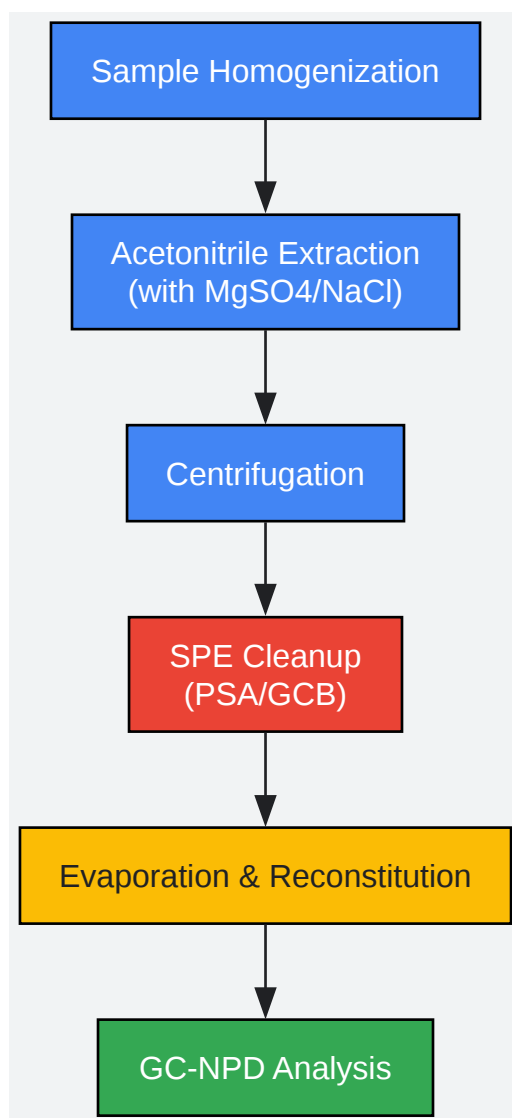 Sample Homogenization
Acetonitrile Extraction
(with MgSO4/NaCl)
Centrifugation
SPE Cleanup
(PSA/GCB)
Evaporation & Reconstitution
GC-NPD Analysis